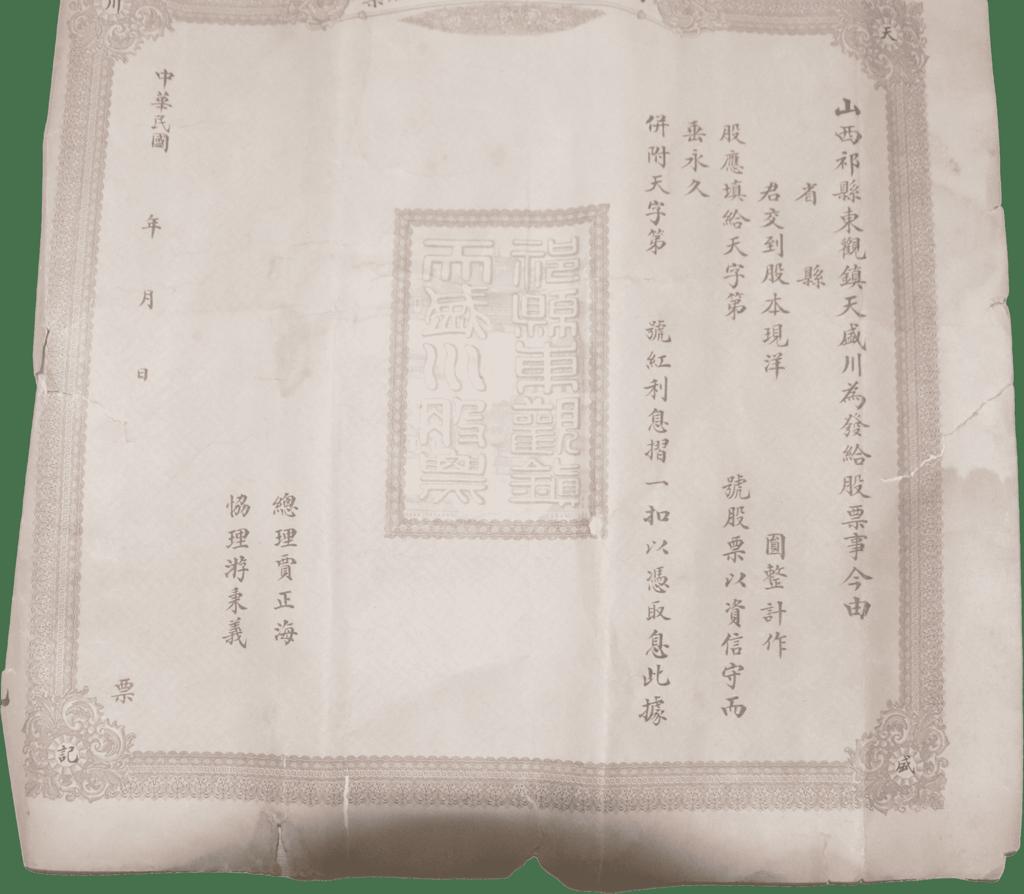 山西祁縣東觀鎮天盛川為發給股票事今由
省 縣
君交到股本現洋 圓整計作
股應填給天字第 號股票以資信守而
垂永久
併附天字第 號紅利息摺一扣以憑取息此據
祁縣東觀鎮
天盛川股票
總理賈正海
協理游秉義
中華民國 年 月 日
票
天
盛
川
記